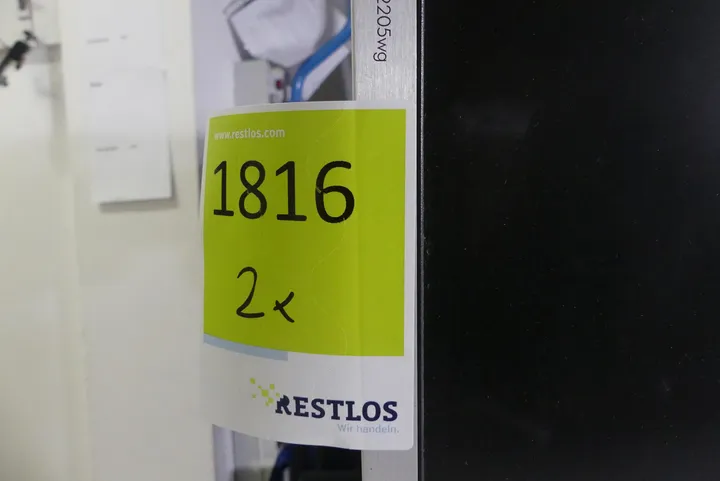 2205wg
www.restlos.com
1816
2x
RESTLOS
Wir handeln.